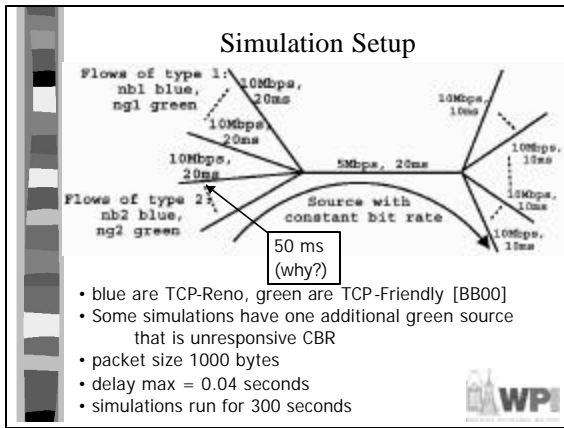 Simulation Setup
Flows of type 1:
nb1 blue,
ng1 green
10Mbps,
20ms
10Mbps,
20ms
10Mbps,
20ms
Flows of type 2:
nb2 blue,
ng2 green
5Mbps, 20ms
Source with
constant bit rate
10Mbps,
10ms
10Mbps,
10ms
10Mbps,
10ms
10Mbps,
10ms
50 ms
(why?)
• blue are TCP-Reno, green are TCP-Friendly [BB00]
• Some simulations have one additional green source
that is unresponsive CBR
• packet size 1000 bytes
• delay max = 0.04 seconds
• simulations run for 300 seconds
WPI